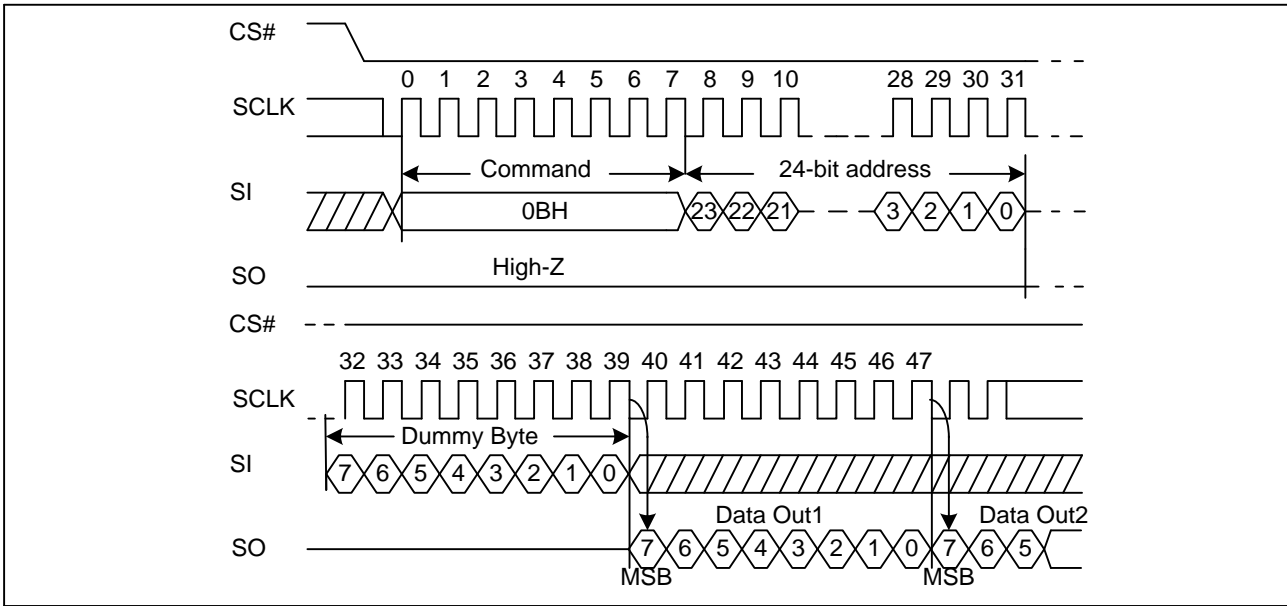 CS#
0 1 2 3 4 5 6 7 8 9 10 28 29 30 31
SCLK
Command 24-bit address
SI
0BH 23 22 21 3 2 1 0
High-Z
SO
CS#
32 33 34 35 36 37 38 39 40 41 42 43 44 45 46 47
SCLK
Dummy Byte
SI
7 6 5 4 3 2 1 0
Data Out1 Data Out2
SO
7 6 5 4 3 2 1 0 7 6 5
MSB MSB